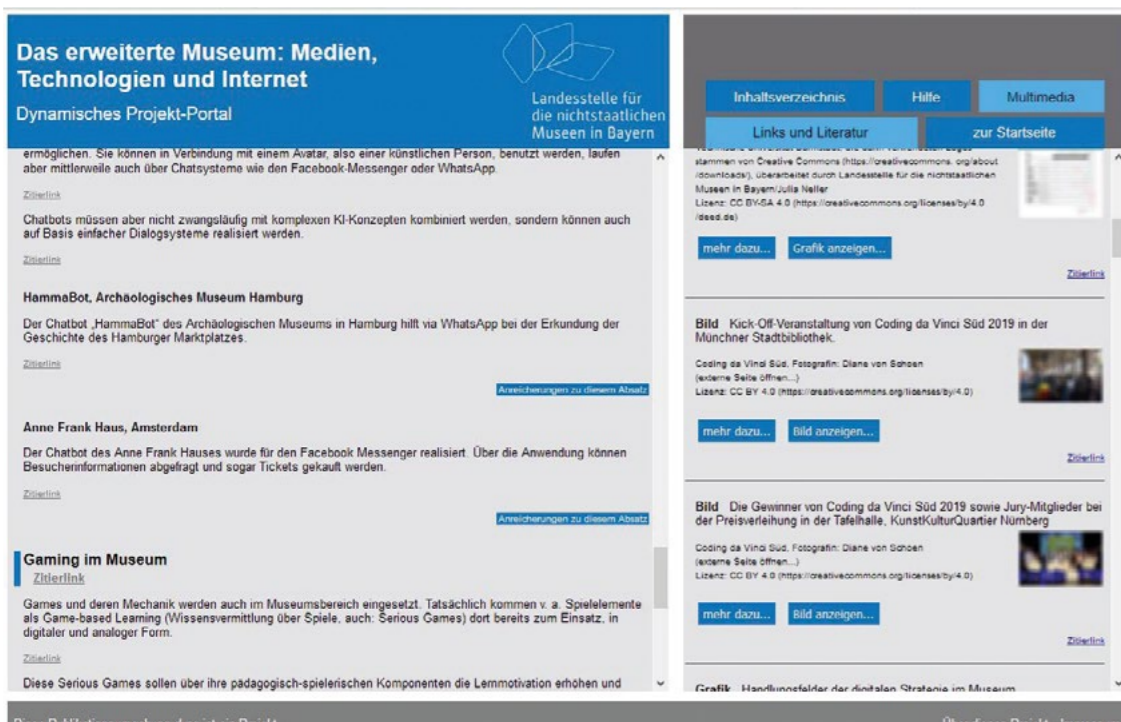 Das erweiterte Museum: Medien,
Technologien und Internet
Dynamisches Projekt-Portal
Landesstelle für
die nichtstaatlichen
Museen in Bayern
ermöglichen. Sie können in Verbindung mit einem Avatar, also einer künstlichen Person, benutzt werden, laufen
aber mittlerweile auch über Chatsysteme wie den Facebook-Messenger oder WhatsApp.
Zitierlink
Chatbots müssen aber nicht zwangsläufig mit komplexen KI-Konzepten kombiniert werden, sondern können auch
auf Basis einfacher Dialogsysteme realisiert werden.
Zitierlink
HammaBot, Archäologisches Museum Hamburg
Der Chatbot „HammaBot“ des Archäologischen Museums in Hamburg hilft via WhatsApp bei der Erkundung der
Geschichte des Hamburger Marktplatzes.
Zitierlink
Anreicherungen zu diesem Absatz
Anne Frank Haus, Amsterdam
Der Chatbot des Anne Frank Hauses wurde für den Facebook Messenger realisiert. Über die Anwendung können
Besucherinformationen abgefragt und sogar Tickets gekauft werden.
Zitierlink
Anreicherungen zu diesem Absatz
Gaming im Museum
Zitierlink
Games und deren Mechanik werden auch im Museumsbereich eingesetzt. Tatsächlich kommen v. a. Spielelemente
als Game-based Learning (Wissensvermittlung über Spiele, auch: Serious Games) dort bereits zum Einsatz, in
digitaler und analoger Form.
Zitierlink
Diese Serious Games sollen über ihre pädagogisch-spielerischen Komponenten die Lernmotivation erhöhen und
Inhaltsverzeichnis
Hilfe
Multimedia
Links und Literatur
zur Startseite
stammen von Creative Commons (https://creativecommons.org/about
/downloads/), überarbeitet durch Landesstelle für die nichtstaatlichen
Museen in Bayern/Julia Neller
Lizenz: CC BY-SA 4.0 (https://creativecommons.org/licenses/by/4.0
/deed.de)
mehr dazu...
Grafik anzeigen...
Zitierlink
Bild Kick-Off-Veranstaltung von Coding da Vinci Süd 2019 in der
Münchner Stadtbibliothek.
Coding da Vinci Süd, Fotografin: Diane von Schoen
(externe Seite öffnen...)
Lizenz: CC BY 4.0 (https://creativecommons.org/licenses/by/4.0)
mehr dazu...
Bild anzeigen...
Zitierlink
Bild Die Gewinner von Coding da Vinci Süd 2019 sowie Jury-Mitglieder bei
der Preisverleihung in der Tafelhalle, KunstKulturQuartier Nürnberg
Coding da Vinci Süd, Fotografin: Diane von Schoen
(externe Seite öffnen...)
Lizenz: CC BY 4.0 (https://creativecommons.org/licenses/by/4.0)
mehr dazu...
Bild anzeigen...
Zitierlink
Grafik Handlungsfelder der digitalen Strategie im Museum